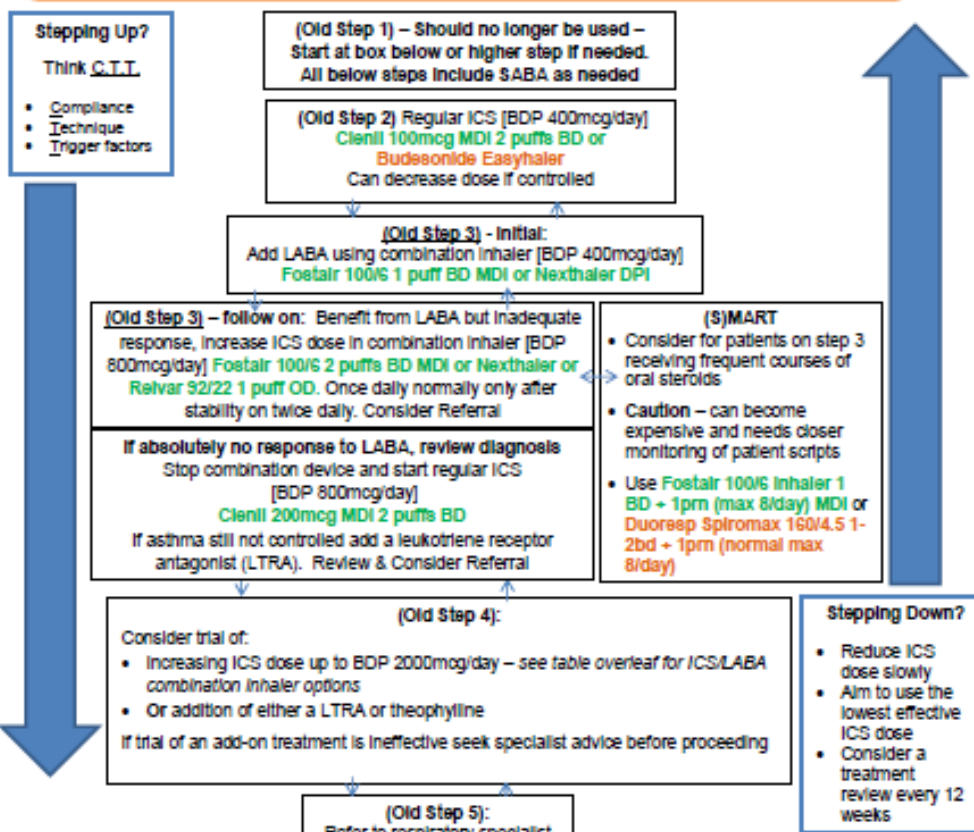 Stepping Up?
Think C.T.T.
• Compliance
• Technique
• Trigger factors
(Old Step 1) – Should no longer be used –
Start at box below or higher step if needed.
All below steps include SABA as needed
(Old Step 2) Regular ICS [BDP 400mcg/day]
Clenil 100mcg MDI 2 puffs BD or
Budesonide Easyhaler
Can decrease dose if controlled
(Old Step 3) - Initial:
Add LABA using combination inhaler [BDP 400mcg/day]
Fostair 100/6 1 puff BD MDI or Nexthaler DPI
(Old Step 3) – follow on: Benefit from LABA but inadequate
response, increase ICS dose in combination inhaler [BDP
800mcg/day] Fostair 100/6 2 puffs BD MDI or Nexthaler or
Relvar 92/22 1 puff OD. Once daily normally only after
stability on twice daily. Consider Referral
If absolutely no response to LABA, review diagnosis
Stop combination device and start regular ICS
[BDP 800mcg/day]
Clenil 200mcg MDI 2 puffs BD
If asthma still not controlled add a leukotriene receptor
antagonist (LTRA). Review & Consider Referral
(S)MART
• Consider for patients on step 3
receiving frequent courses of
oral steroids
• Caution – can become
expensive and needs closer
monitoring of patient scripts
• Use Fostair 100/6 inhaler 1
BD + 1prn (max 8/day) MDI or
Duoresp Spiromax 160/4.5 1-
2bd + 1prn (normal max
8/day)
(Old Step 4):
Consider trial of:
• Increasing ICS dose up to BDP 2000mcg/day – see table overleaf for ICS/LABA
combination inhaler options
• Or addition of either a LTRA or theophylline
If trial of an add-on treatment is ineffective seek specialist advice before proceeding
Stepping Down?
• Reduce ICS
dose slowly
• Aim to use the
lowest effective
ICS dose
• Consider a
treatment
review every 12
weeks
(Old Step 5):
Refer to respiratory specialist